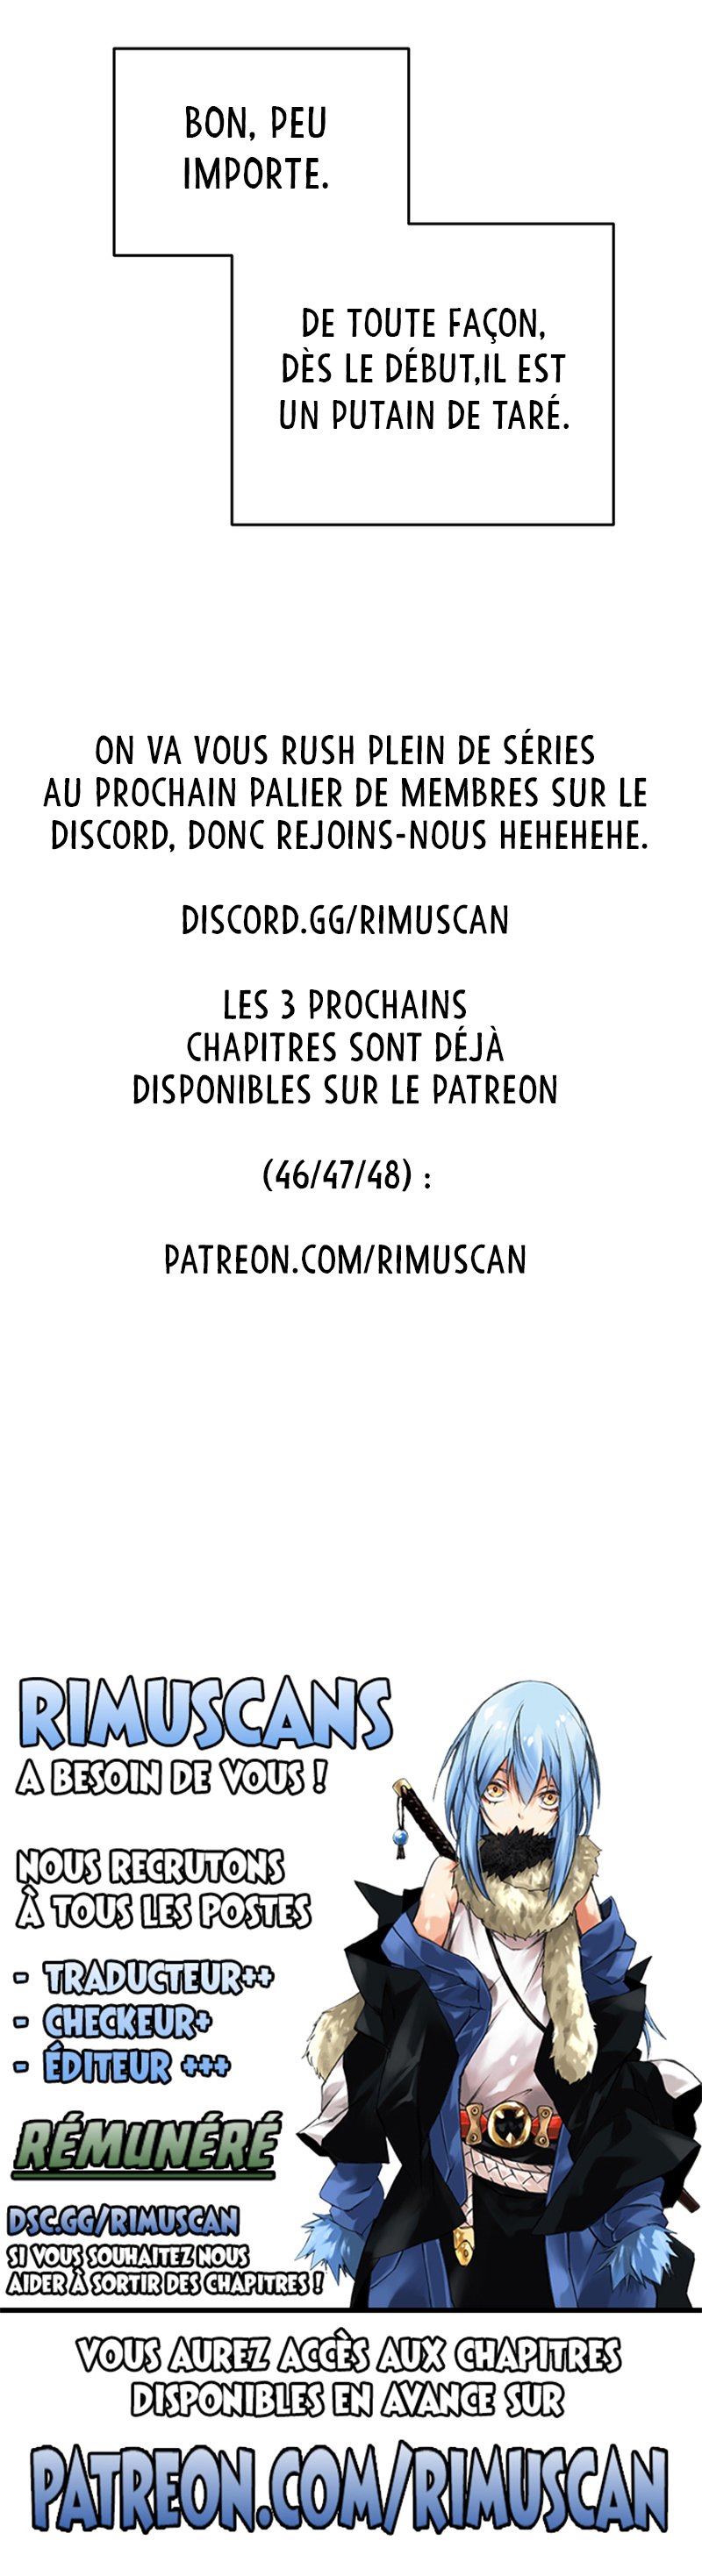 BON, PEU
IMPORTE.
DE TOUTE FAÇON,
DÈS LE DÉBUT,IL EST
UN PUTAIN DE TARÉ.
ON VA VOUS RUSH PLEIN DE SÉRIES
AU PROCHAIN PALIER DE MEMBRES SUR LE
DISCORD, DONC REJOINS-NOUS HEHEHEHE.
DISCORD.GG/RIMUSCAN
LES 3 PROCHAINS
CHAPITRES SONT DÉJÀ
DISPONIBLES SUR LE PATREON
(46/47/48) :
PATREON.COM/RIMUSCAN
RIMUSCANS
A BESOIN DE VOUS !
NOUS RECRUTONS
À TOUS LES POSTES
- TRADUCTEUR++
- CHECKEUR+
- ÉDITEUR +++
RÉMUNÉRÉ
DSC.GG/RIMUSCAN
SI VOUS SOUHAITEZ NOUS
AIDER À SORTIR DES CHAPITRES !
VOUS AUREZ ACCÈS AUX CHAPITRES
DISPONIBLES EN AVANCE SUR
PATREON.COM/RIMUSCAN